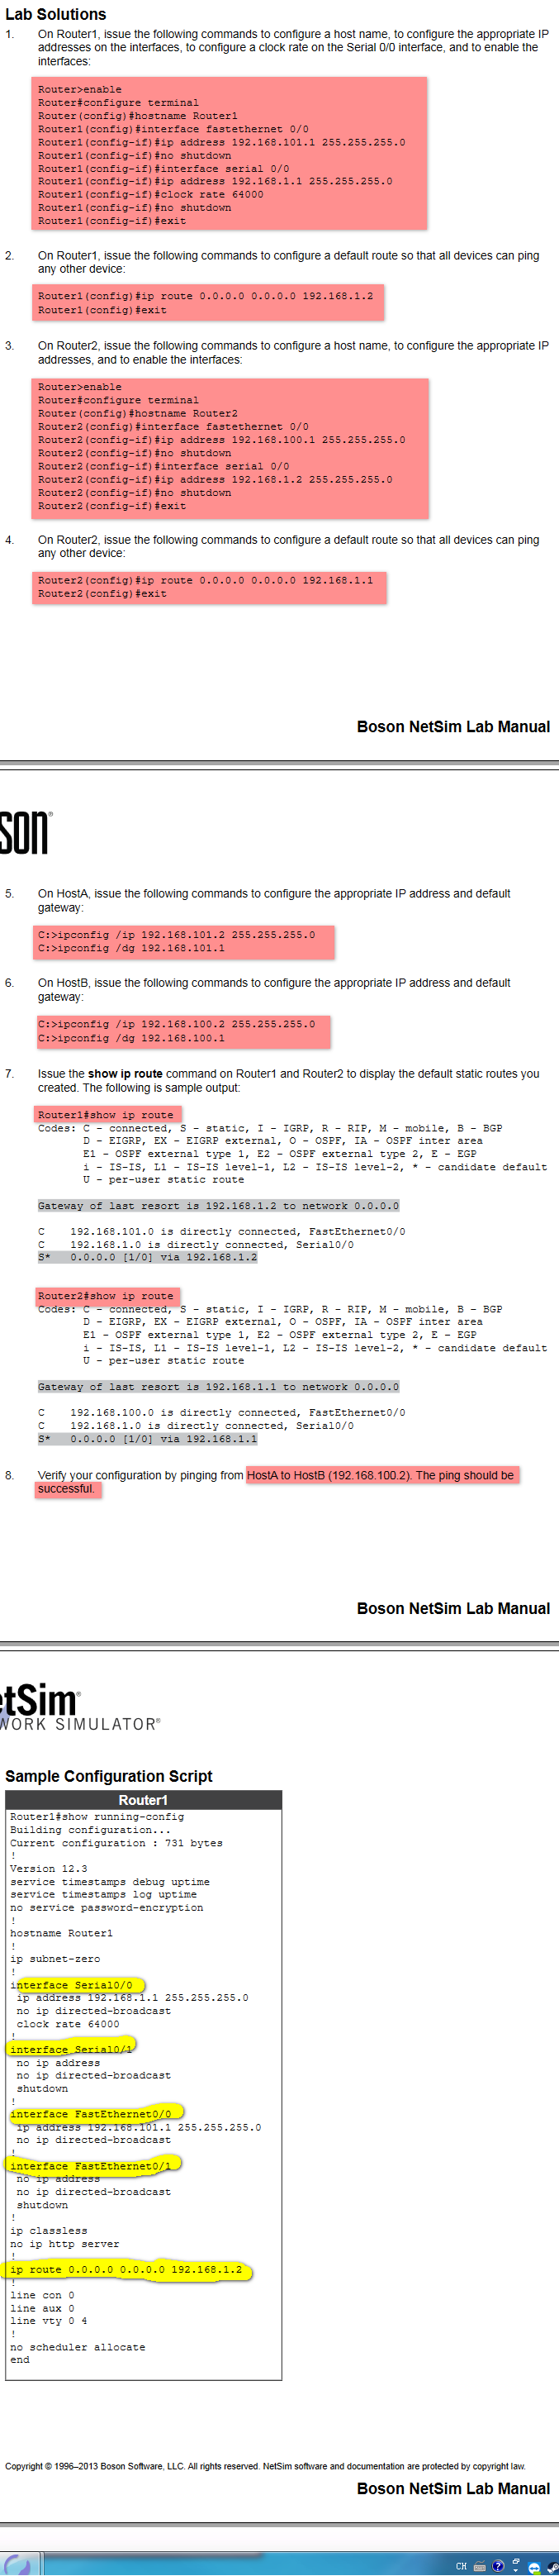 Lab Solutions
1. On Router1, issue the following commands to configure a host name, to configure the appropriate IP
addresses on the interfaces, to configure a clock rate on the Serial 0/0 interface, and to enable the
interfaces:
Router>enable
Router#configure terminal
Router(config)#hostname Router1
Router1(config)#interface fastethernet 0/0
Router1(config-if)#ip address 192.168.101.1 255.255.255.0
Router1(config-if)#no shutdown
Router1(config-if)#interface serial 0/0
Router1(config-if)#ip address 192.168.1.1 255.255.255.0
Router1(config-if)#clock rate 64000
Router1(config-if)#no shutdown
Router1(config-if)#exit
2. On Router1, issue the following commands to configure a default route so that all devices can ping
any other device:
Router1(config)#ip route 0.0.0.0 0.0.0.0 192.168.1.2
Router1(config)#exit
3. On Router2, issue the following commands to configure a host name, to configure the appropriate IP
addresses, and to enable the interfaces:
Router>enable
Router#configure terminal
Router(config)#hostname Router2
Router2(config)#interface fastethernet 0/0
Router2(config-if)#ip address 192.168.100.1 255.255.255.0
Router2(config-if)#no shutdown
Router2(config-if)#interface serial 0/0
Router2(config-if)#ip address 192.168.1.2 255.255.255.0
Router2(config-if)#no shutdown
Router2(config-if)#exit
4. On Router2, issue the following commands to configure a default route so that all devices can ping
any other device:
Router2(config)#ip route 0.0.0.0 0.0.0.0 192.168.1.1
Router2(config)#exit
Boson NetSim Lab Manual
son®
5. On HostA, issue the following commands to configure the appropriate IP address and default
gateway:
C:>ipconfig /ip 192.168.101.2 255.255.255.0
C:>ipconfig /dg 192.168.101.1
6. On HostB, issue the following commands to configure the appropriate IP address and default
gateway:
C:>ipconfig /ip 192.168.100.2 255.255.255.0
C:>ipconfig /dg 192.168.100.1
7. Issue the show ip route command on Router1 and Router2 to display the default static routes you
created. The following is sample output:
Router1#show ip route
Codes: C - connected, S - static, I - IGRP, R - RIP, M - mobile, B - BGP
D - EIGRP, EX - EIGRP external, O - OSPF, IA - OSPF inter area
E1 - OSPF external type 1, E2 - OSPF external type 2, E - EGP
i - IS-IS, L1 - IS-IS level-1, L2 - IS-IS level-2, * - candidate default
U - per-user static route
Gateway of last resort is 192.168.1.2 to network 0.0.0.0
C 192.168.101.0 is directly connected, FastEthernet0/0
C 192.168.1.0 is directly connected, Serial0/0
S* 0.0.0.0 [1/0] via 192.168.1.2
Router2#show ip route
Codes: C - connected, S - static, I - IGRP, R - RIP, M - mobile, B - BGP
D - EIGRP, EX - EIGRP external, O - OSPF, IA - OSPF inter area
E1 - OSPF external type 1, E2 - OSPF external type 2, E - EGP
i - IS-IS, L1 - IS-IS level-1, L2 - IS-IS level-2, * - candidate default
U - per-user static route
Gateway of last resort is 192.168.1.1 to network 0.0.0.0
C 192.168.100.0 is directly connected, FastEthernet0/0
C 192.168.1.0 is directly connected, Serial0/0
S* 0.0.0.0 [1/0] via 192.168.1.1
8. Verify your configuration by pinging from HostA to HostB (192.168.100.2). The ping should be
successful.
Boson NetSim Lab Manual
etSim®
WORK SIMULATOR®
Sample Configuration Script
Router1
Router1#show running-config
Building configuration...
Current configuration : 731 bytes
!
Version 12.3
service timestamps debug uptime
service timestamps log uptime
no service password-encryption
!
hostname Router1
!
ip subnet-zero
!
interface Serial0/0
ip address 192.168.1.1 255.255.255.0
no ip directed-broadcast
clock rate 64000
!
interface Serial0/1
no ip address
no ip directed-broadcast
shutdown
!
interface FastEthernet0/0
ip address 192.168.101.1 255.255.255.0
no ip directed-broadcast
!
interface FastEthernet0/1
no ip address
no ip directed-broadcast
shutdown
!
ip classless
no ip http server
!
ip route 0.0.0.0 0.0.0.0 192.168.1.2
!
line con 0
line aux 0
line vty 0 4
!
no scheduler allocate
end
Copyright © 1996–2013 Boson Software, LLC. All rights reserved. NetSim software and documentation are protected by copyright law.
Boson NetSim Lab Manual
CH